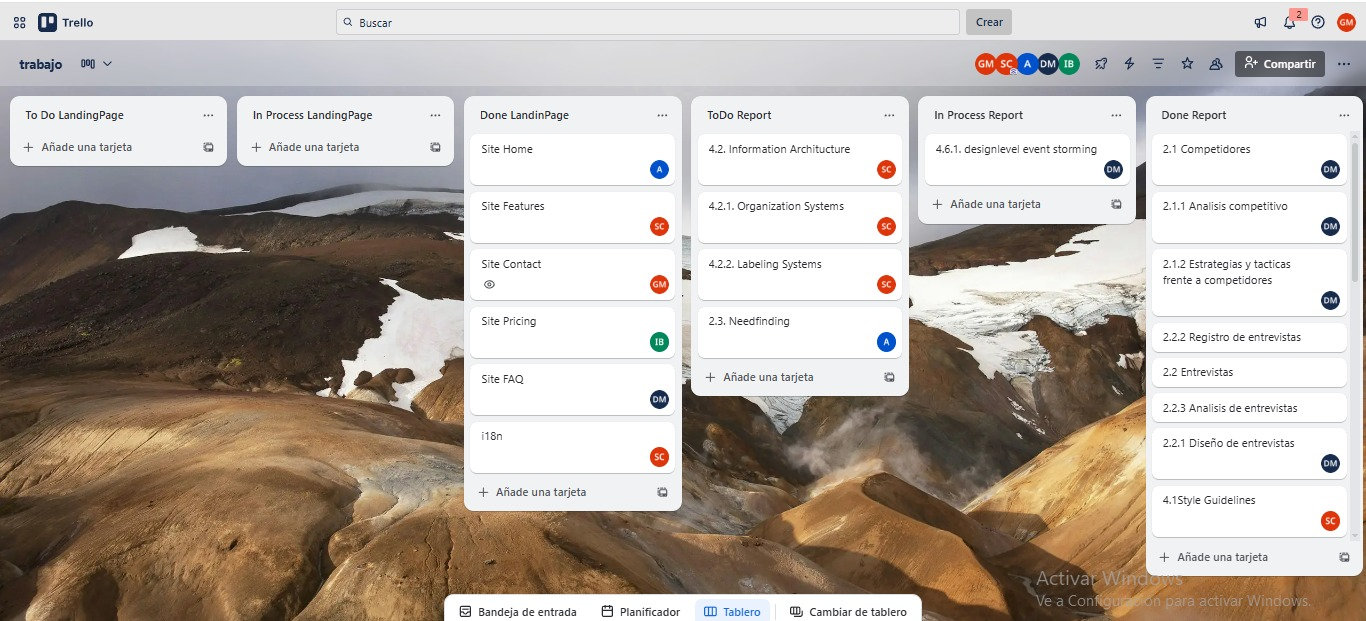 Trello
Buscar
Crear
2
GM
trabajo
GM SC A DM IB
Compartir
To Do LandingPage
Añade una tarjeta
In Process LandingPage
Añade una tarjeta
Done LandinPage
Site Home
A
Site Features
SC
Site Contact
GM
Site Pricing
IB
Site FAQ
DM
i18n
SC
Añade una tarjeta
ToDo Report
4.2. Information Architucture
SC
4.2.1. Organization Systems
SC
4.2.2. Labeling Systems
SC
2.3. Needfinding
A
Añade una tarjeta
In Process Report
4.6.1. designlevel event storming
DM
Añade una tarjeta
Done Report
2.1 Competidores
DM
2.1.1 Analisis competitivo
DM
2.1.2 Estrategias y tacticas
frente a competidores
DM
2.2.2 Registro de entrevistas
2.2 Entrevistas
2.2.3 Analisis de entrevistas
2.2.1 Diseño de entrevistas
DM
4.1Style Guidelines
SC
Añade una tarjeta
Activar Windows
Ve a Configuración para activar Windows.
Bandeja de entrada
Planificador
Tablero
Cambiar de tablero